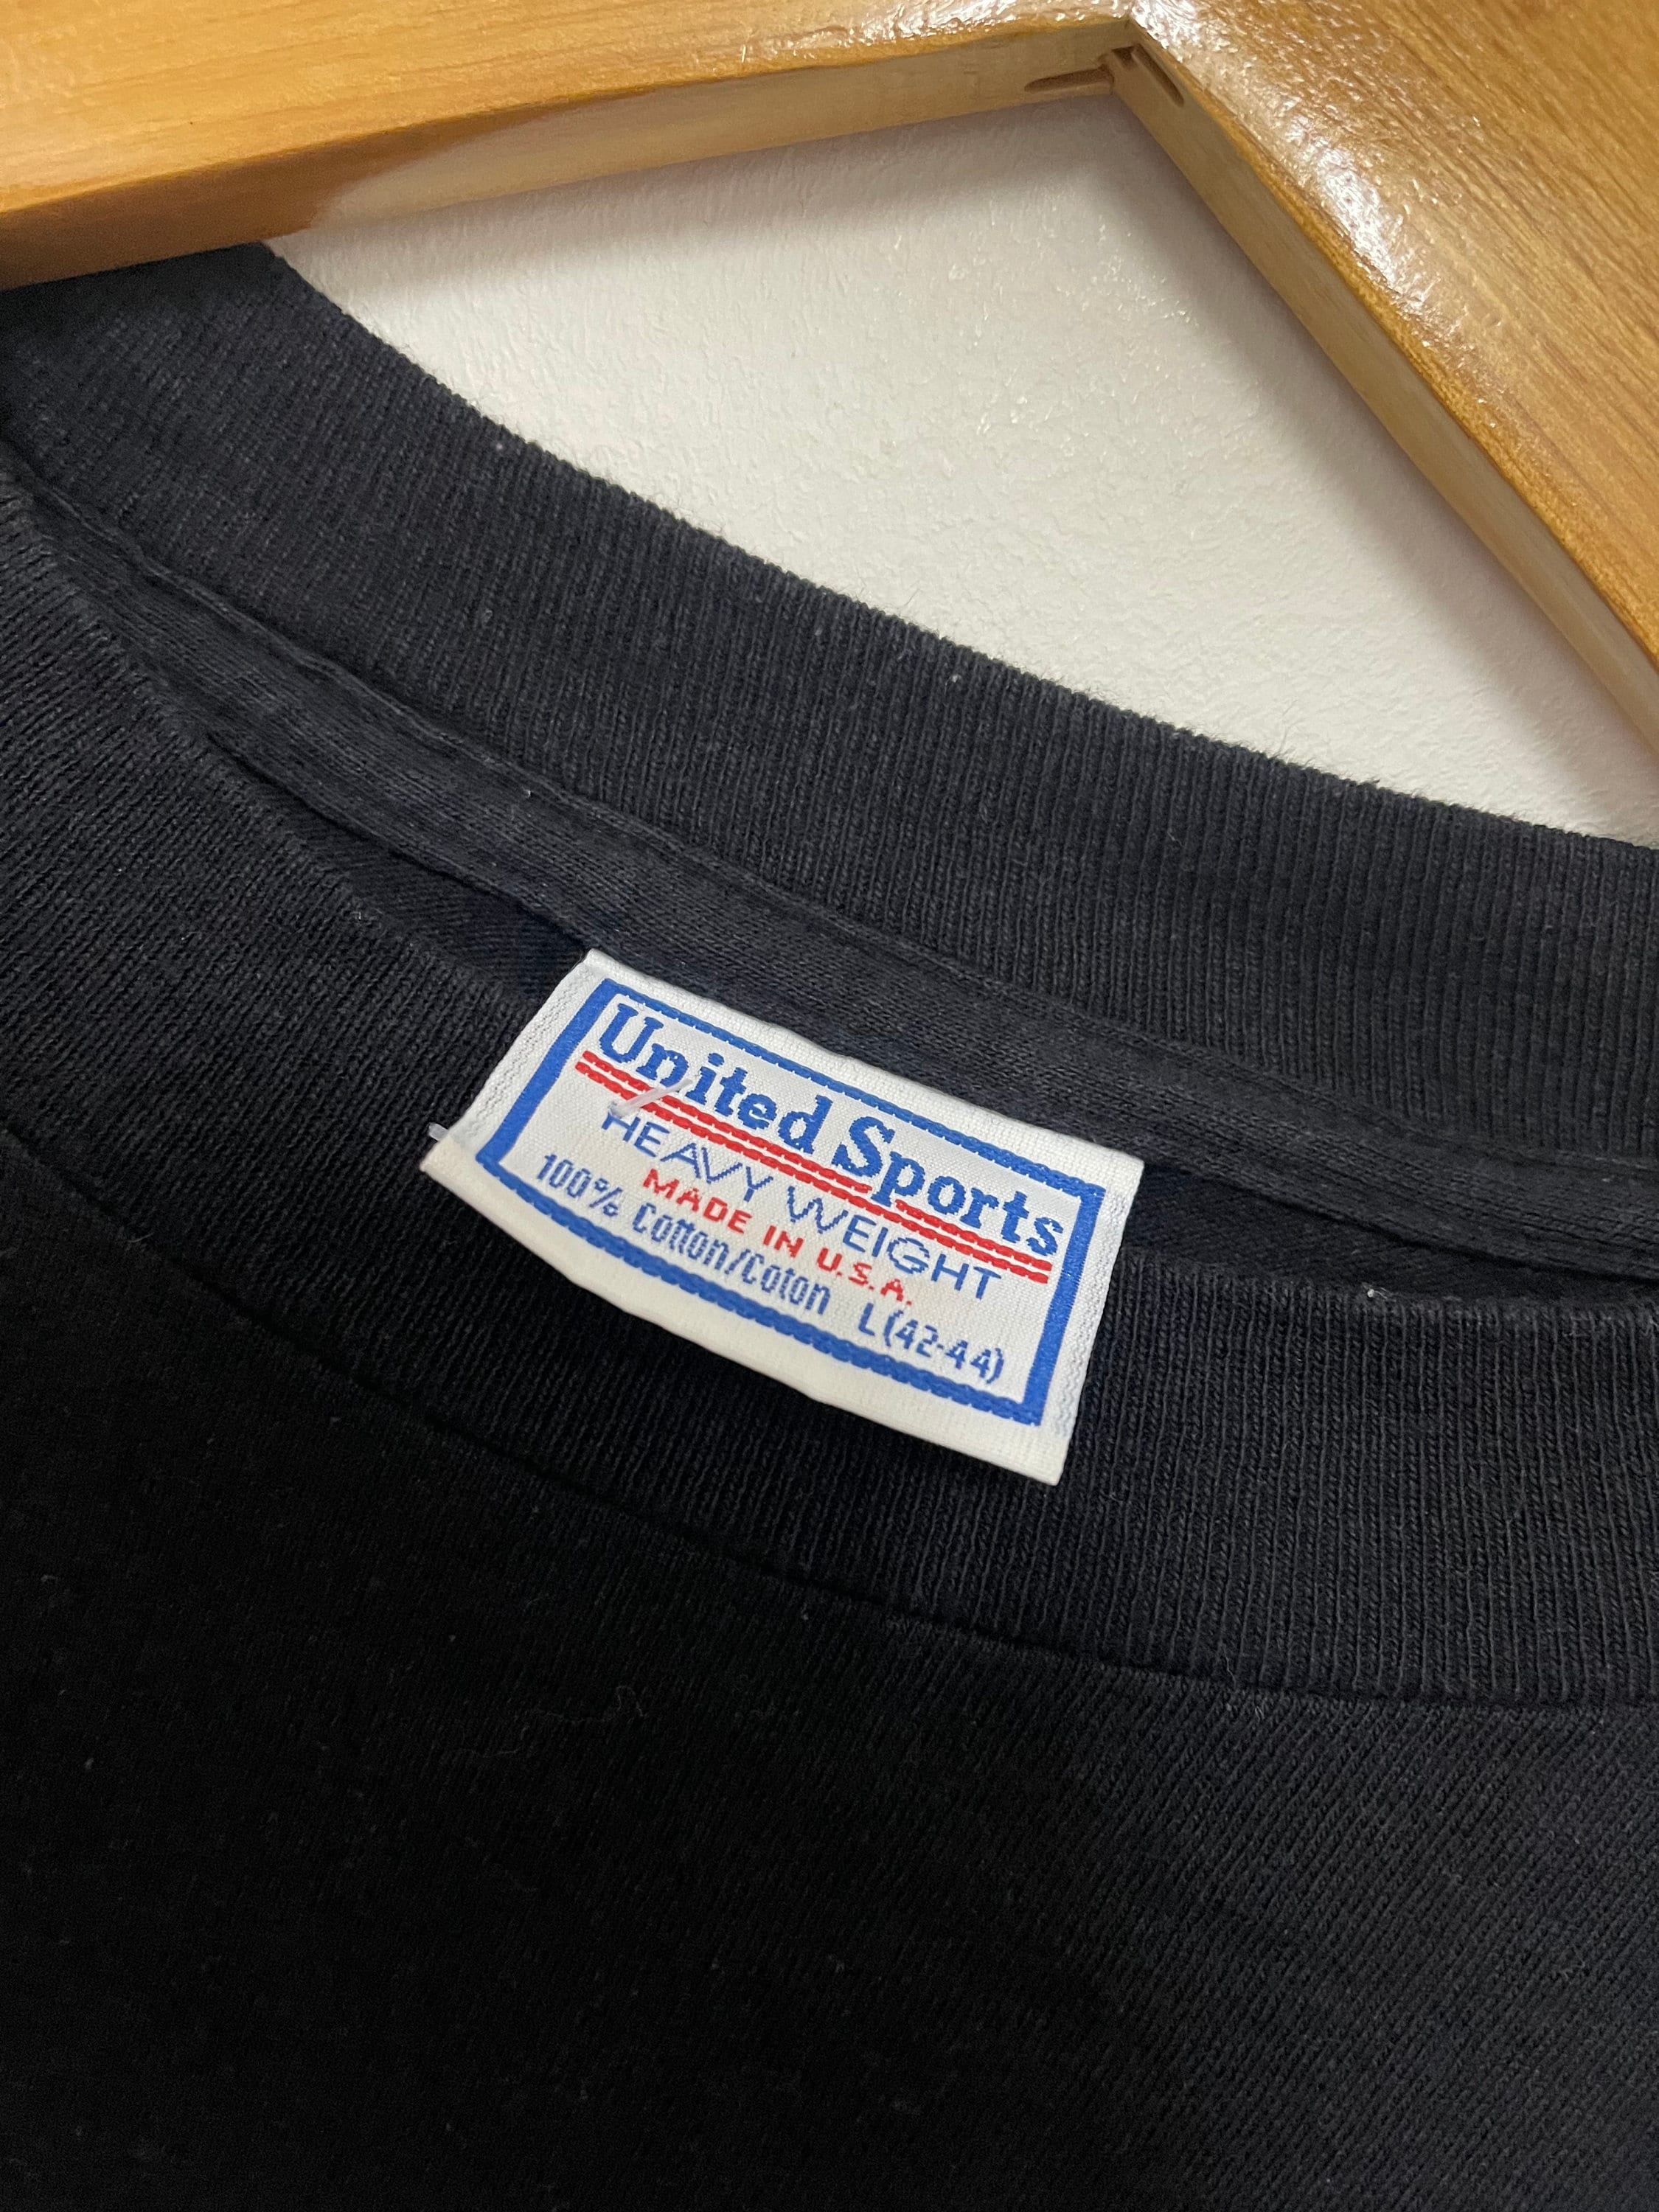 United Sports
HEAVY WEIGHT
MADE IN U.S.A.
100% Cotton/Coton L(42-44)